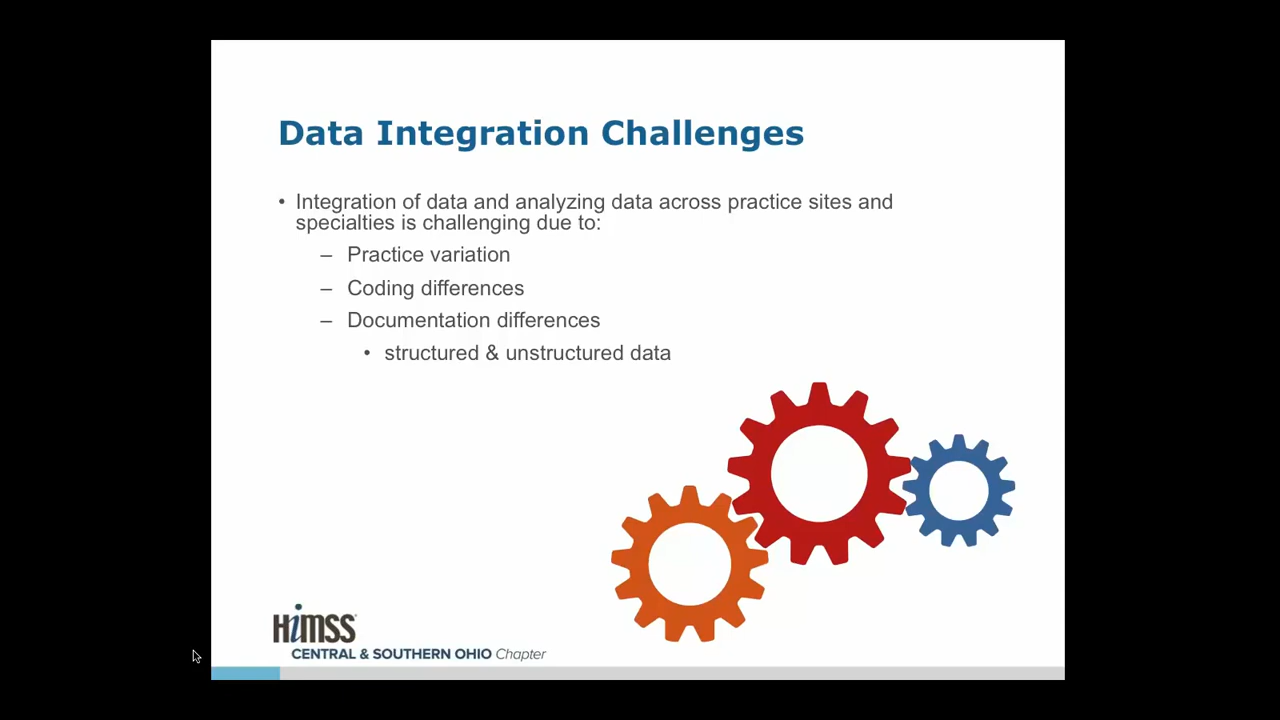 Data Integration Challenges
• Integration of data and analyzing data across practice sites and
specialties is challenging due to:
– Practice variation
– Coding differences
– Documentation differences
• structured & unstructured data
HiMSS
CENTRAL & SOUTHERN OHIO Chapter